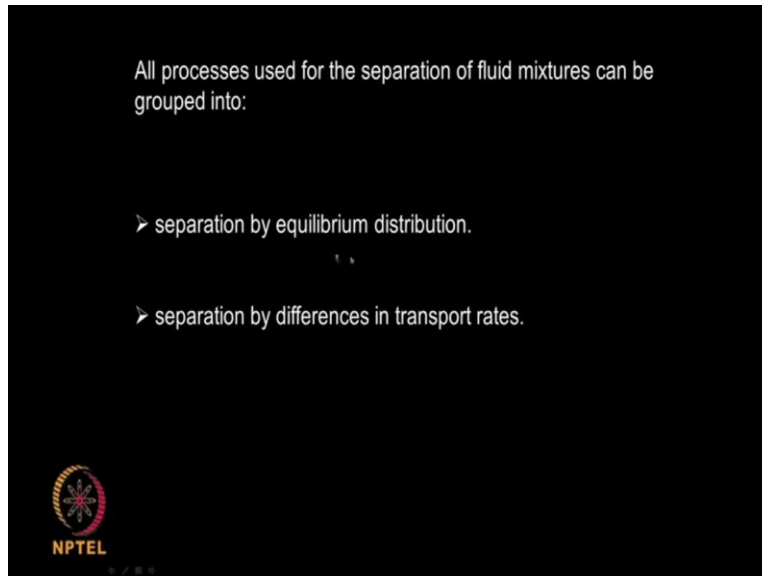 All processes used for the separation of fluid mixtures can be
grouped into:
➢ separation by equilibrium distribution.
➢ separation by differences in transport rates.
NPTEL